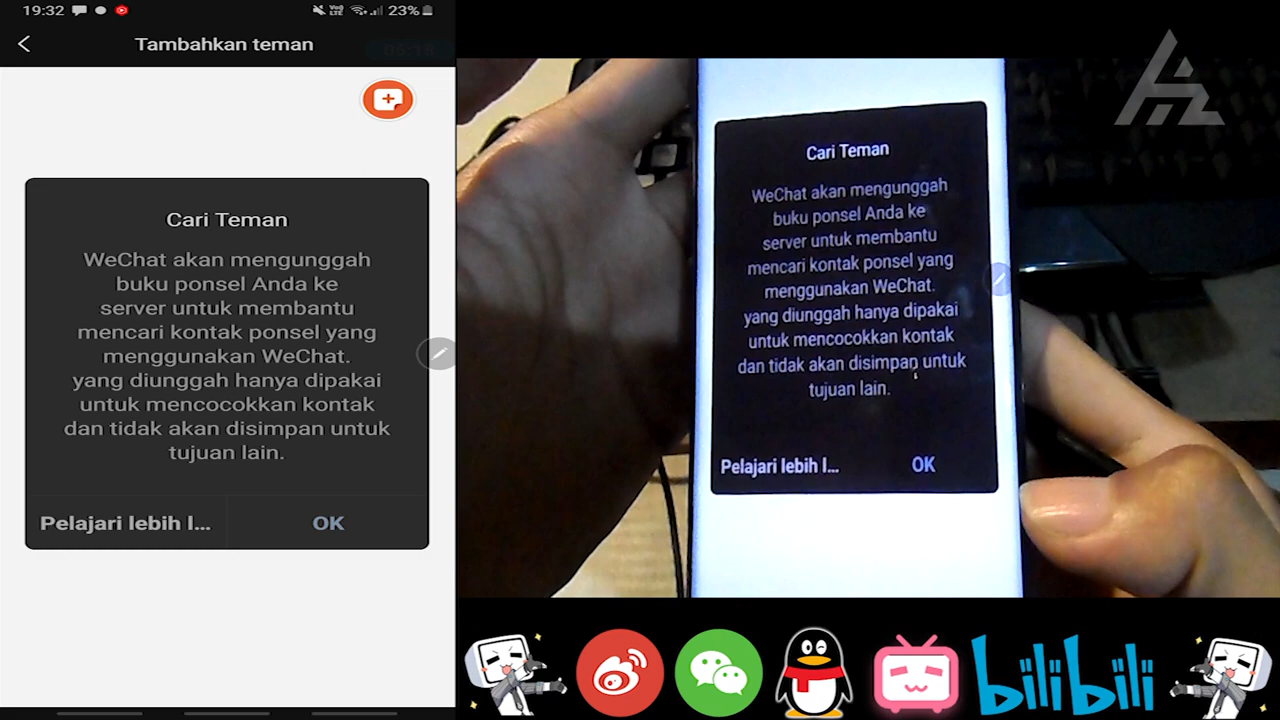 19:32
VoD
LTE
23%
Tambahkan teman
Cari Teman
WeChat akan mengunggah
buku ponsel Anda ke
server untuk membantu
mencari kontak ponsel yang
menggunakan WeChat.
yang diunggah hanya dipakai
untuk mencocokkan kontak
dan tidak akan disimpan untuk
tujuan lain.
Pelajari lebih l...
OK
Cari Teman
WeChat akan mengunggah
buku ponsel Anda ke
server untuk membantu
mencari kontak ponsel yang
menggunakan WeChat.
yang diunggah hanya dipakai
untuk mencocokkan kontak
dan tidak akan disimpan untuk
tujuan lain.
Pelajari lebih l...
OK
bilibili